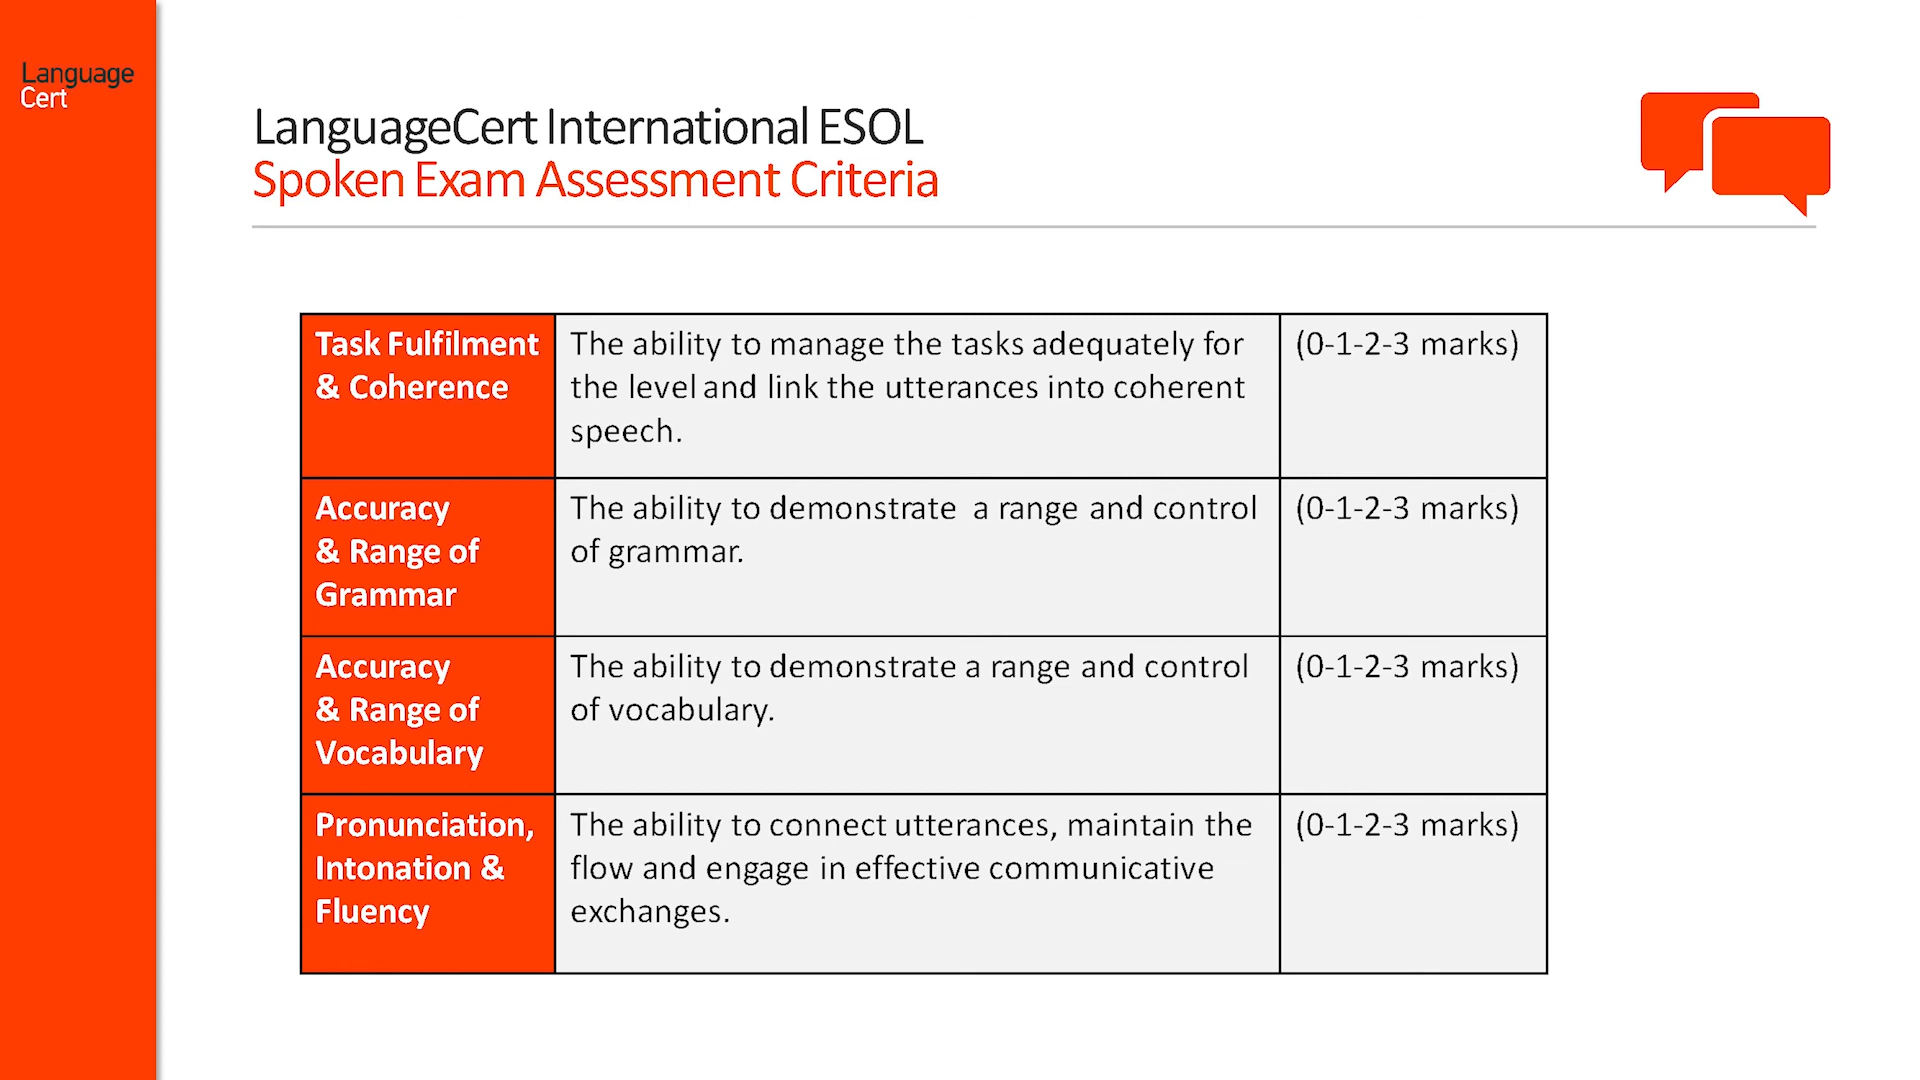 Language
Cert
LanguageCert International ESOL
Spoken Exam Assessment Criteria
Task Fulfilment
& Coherence
The ability to manage the tasks adequately for
the level and link the utterances into coherent
speech.
(0-1-2-3 marks)
Accuracy
& Range of
Grammar
The ability to demonstrate a range and control
of grammar.
(0-1-2-3 marks)
Accuracy
& Range of
Vocabulary
The ability to demonstrate a range and control
of vocabulary.
(0-1-2-3 marks)
Pronunciation,
Intonation &
Fluency
The ability to connect utterances, maintain the
flow and engage in effective communicative
exchanges.
(0-1-2-3 marks)